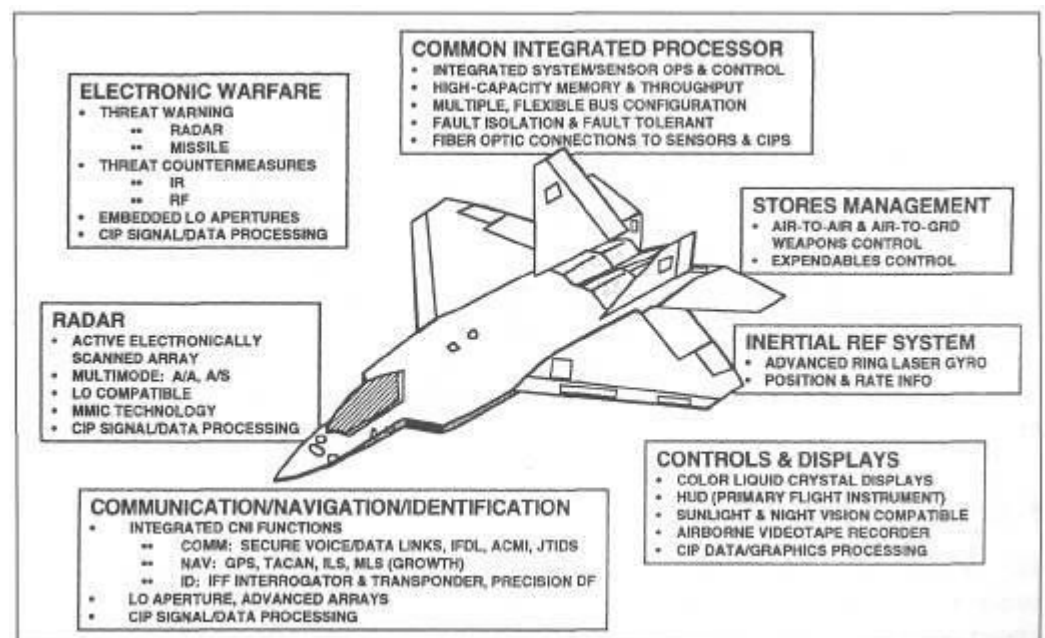 COMMON INTEGRATED PROCESSOR
• INTEGRATED SYSTEM/SENSOR OPS & CONTROL
• HIGH-CAPACITY MEMORY & THROUGHPUT
• MULTIPLE, FLEXIBLE BUS CONFIGURATION
• FAULT ISOLATION & FAULT TOLERANT
• FIBER OPTIC CONNECTIONS TO SENSORS & CIPS
ELECTRONIC WARFARE
• THREAT WARNING
•• RADAR
•• MISSILE
• THREAT COUNTERMEASURES
•• IR
•• RF
• EMBEDDED LO APERTURES
• CIP SIGNAL/DATA PROCESSING
STORES MANAGEMENT
• AIR-TO-AIR & AIR-TO-GRD
WEAPONS CONTROL
• EXPENDABLES CONTROL
RADAR
• ACTIVE ELECTRONICALLY
SCANNED ARRAY
• MULTIMODE: A/A, A/S
• LO COMPATIBLE
• MMIC TECHNOLOGY
• CIP SIGNAL/DATA PROCESSING
INERTIAL REF SYSTEM
• ADVANCED RING LASER GYRO
• POSITION & RATE INFO
CONTROLS & DISPLAYS
• COLOR LIQUID CRYSTAL DISPLAYS
• HUD (PRIMARY FLIGHT INSTRUMENT)
• SUNLIGHT & NIGHT VISION COMPATIBLE
• AIRBORNE VIDEOTAPE RECORDER
• CIP DATA/GRAPHICS PROCESSING
COMMUNICATION/NAVIGATION/IDENTIFICATION
• INTEGRATED CNI FUNCTIONS
•• COMM: SECURE VOICE/DATA LINKS, IFDL, ACMI, JTIDS
•• NAV: GPS, TACAN, ILS, MLS (GROWTH)
•• ID: IFF INTERROGATOR & TRANSPONDER, PRECISION DF
• LO APERTURE, ADVANCED ARRAYS
• CIP SIGNAL/DATA PROCESSING